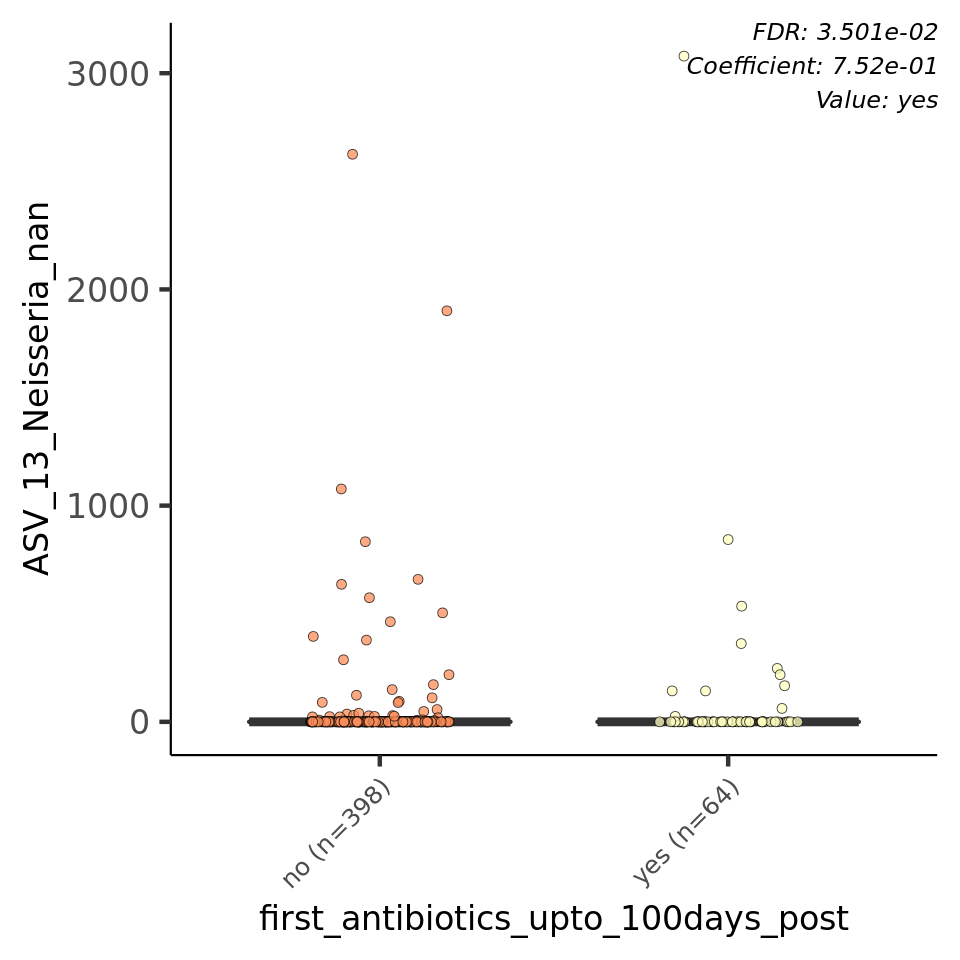 FDR: 3.501e-02
Coefficient: 7.52e-01
Value: yes
3000
2000
1000
0
ASV_13_Neisseria_nan
no (n=398)
yes (n=64)
first_antibiotics_upto_100days_post